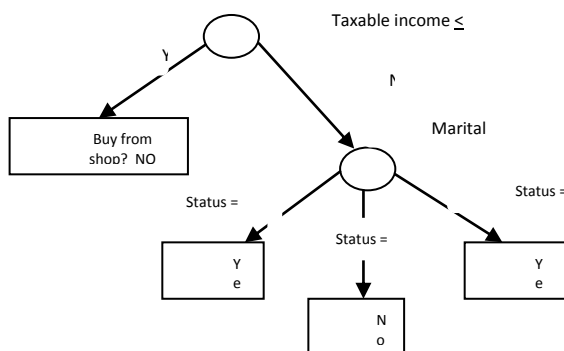 Taxable income <
Y
Buy from
shop? NO
Marital
Status =
Status =
Status =
Y
e
N
o
Y
e